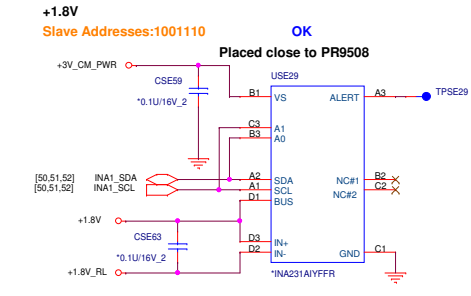 +1.8V
Slave Addresses:1001110 OK
Placed close to PR9508
+3V_CM_PWR
CSE59
*0.1U/16V_2
USE29
B1 VS ALERT A3 TPSE29
C3 A1
B3 A0
[50,51,52] INA1_SDA A2 SDA NC#1 B2
[50,51,52] INA1_SCL A1 SCL NC#2 C2
D1 BUS
+1.8V
CSE63
*0.1U/16V_2
D3 IN+
D2 IN- GND C1
+1.8V_RL
*INA231AIYFFR